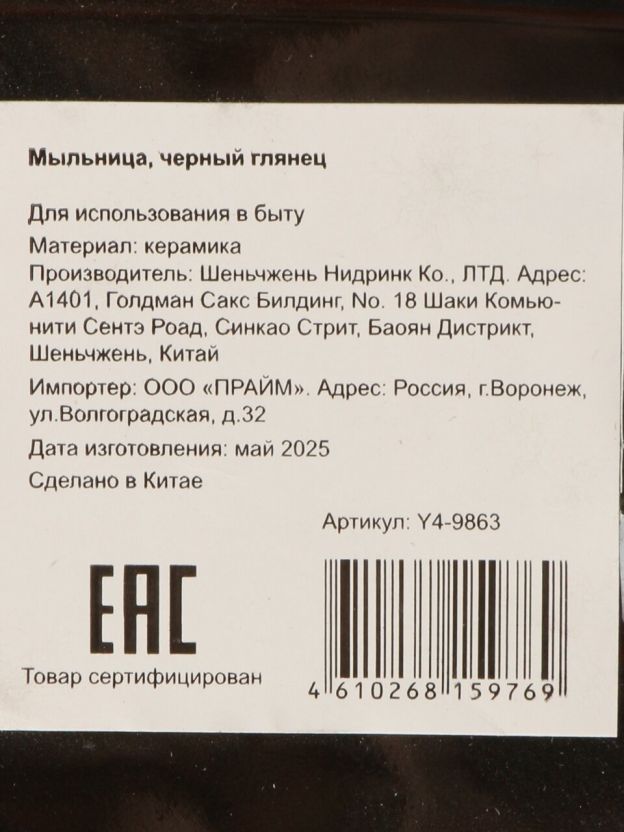 Мыльница, черный глянец
Для использования в быту
Материал: керамика
Производитель: Шеньчжень Нидринк Ко., ЛТД. Адрес:
А1401, Голдман Сакс Билдинг, No. 18 Шаки Комью-
нити Сентэ Роад, Синкао Стрит, Баоян Дистрикт,
Шеньчжень, Китай
Импортер: ООО «ПРАЙМ». Адрес: Россия, г.Воронеж,
ул.Волгоградская, д.32
Дата изготовления: май 2025
Сделано в Китае
Артикул: Y4-9863
EAC
Товар сертифицирован
4 610268 159769